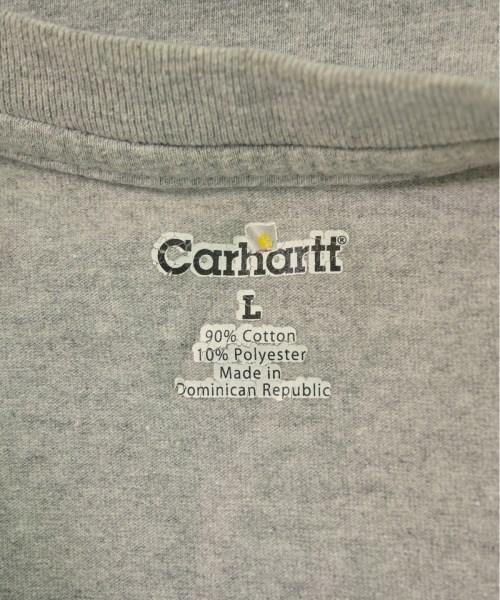 Carhartt®
L
90% Cotton
10% Polyester
Made in
Dominican Republic